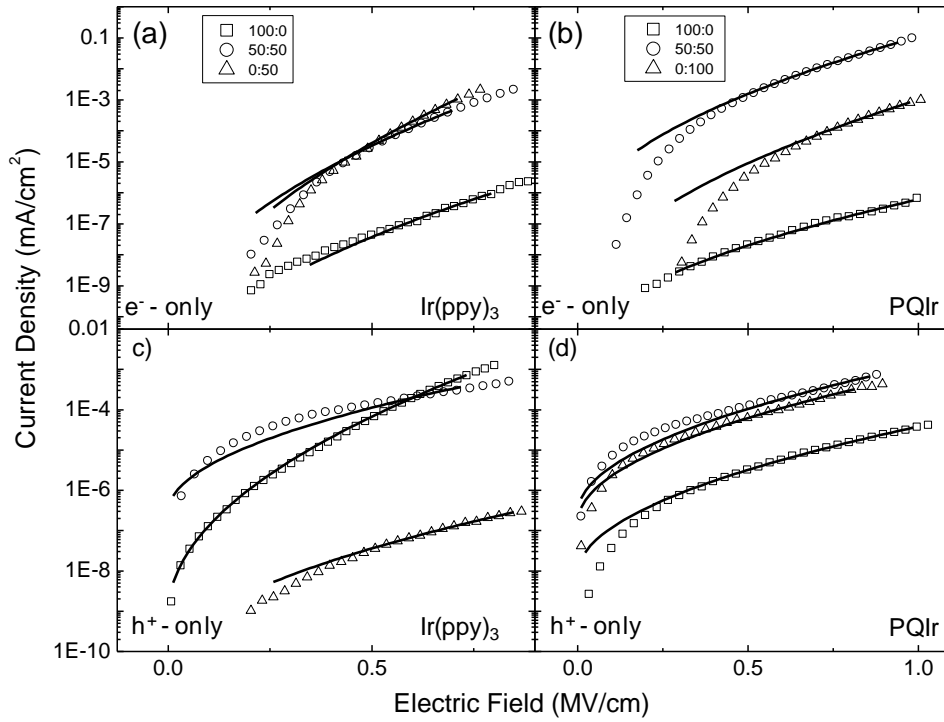 (a)
100:0
50:50
0:50
e⁻ - only
Ir(ppy)₃
(b)
100:0
50:50
0:100
e⁻ - only
PQIr
0.1
1E-3
1E-5
1E-7
1E-9
0.01
c)
h⁺ - only
Ir(ppy)₃
(d)
h⁺ - only
PQIr
1E-4
1E-6
1E-8
1E-10
0.0
0.5
0.0
0.5
1.0
Current Density (mA/cm²)
Electric Field (MV/cm)